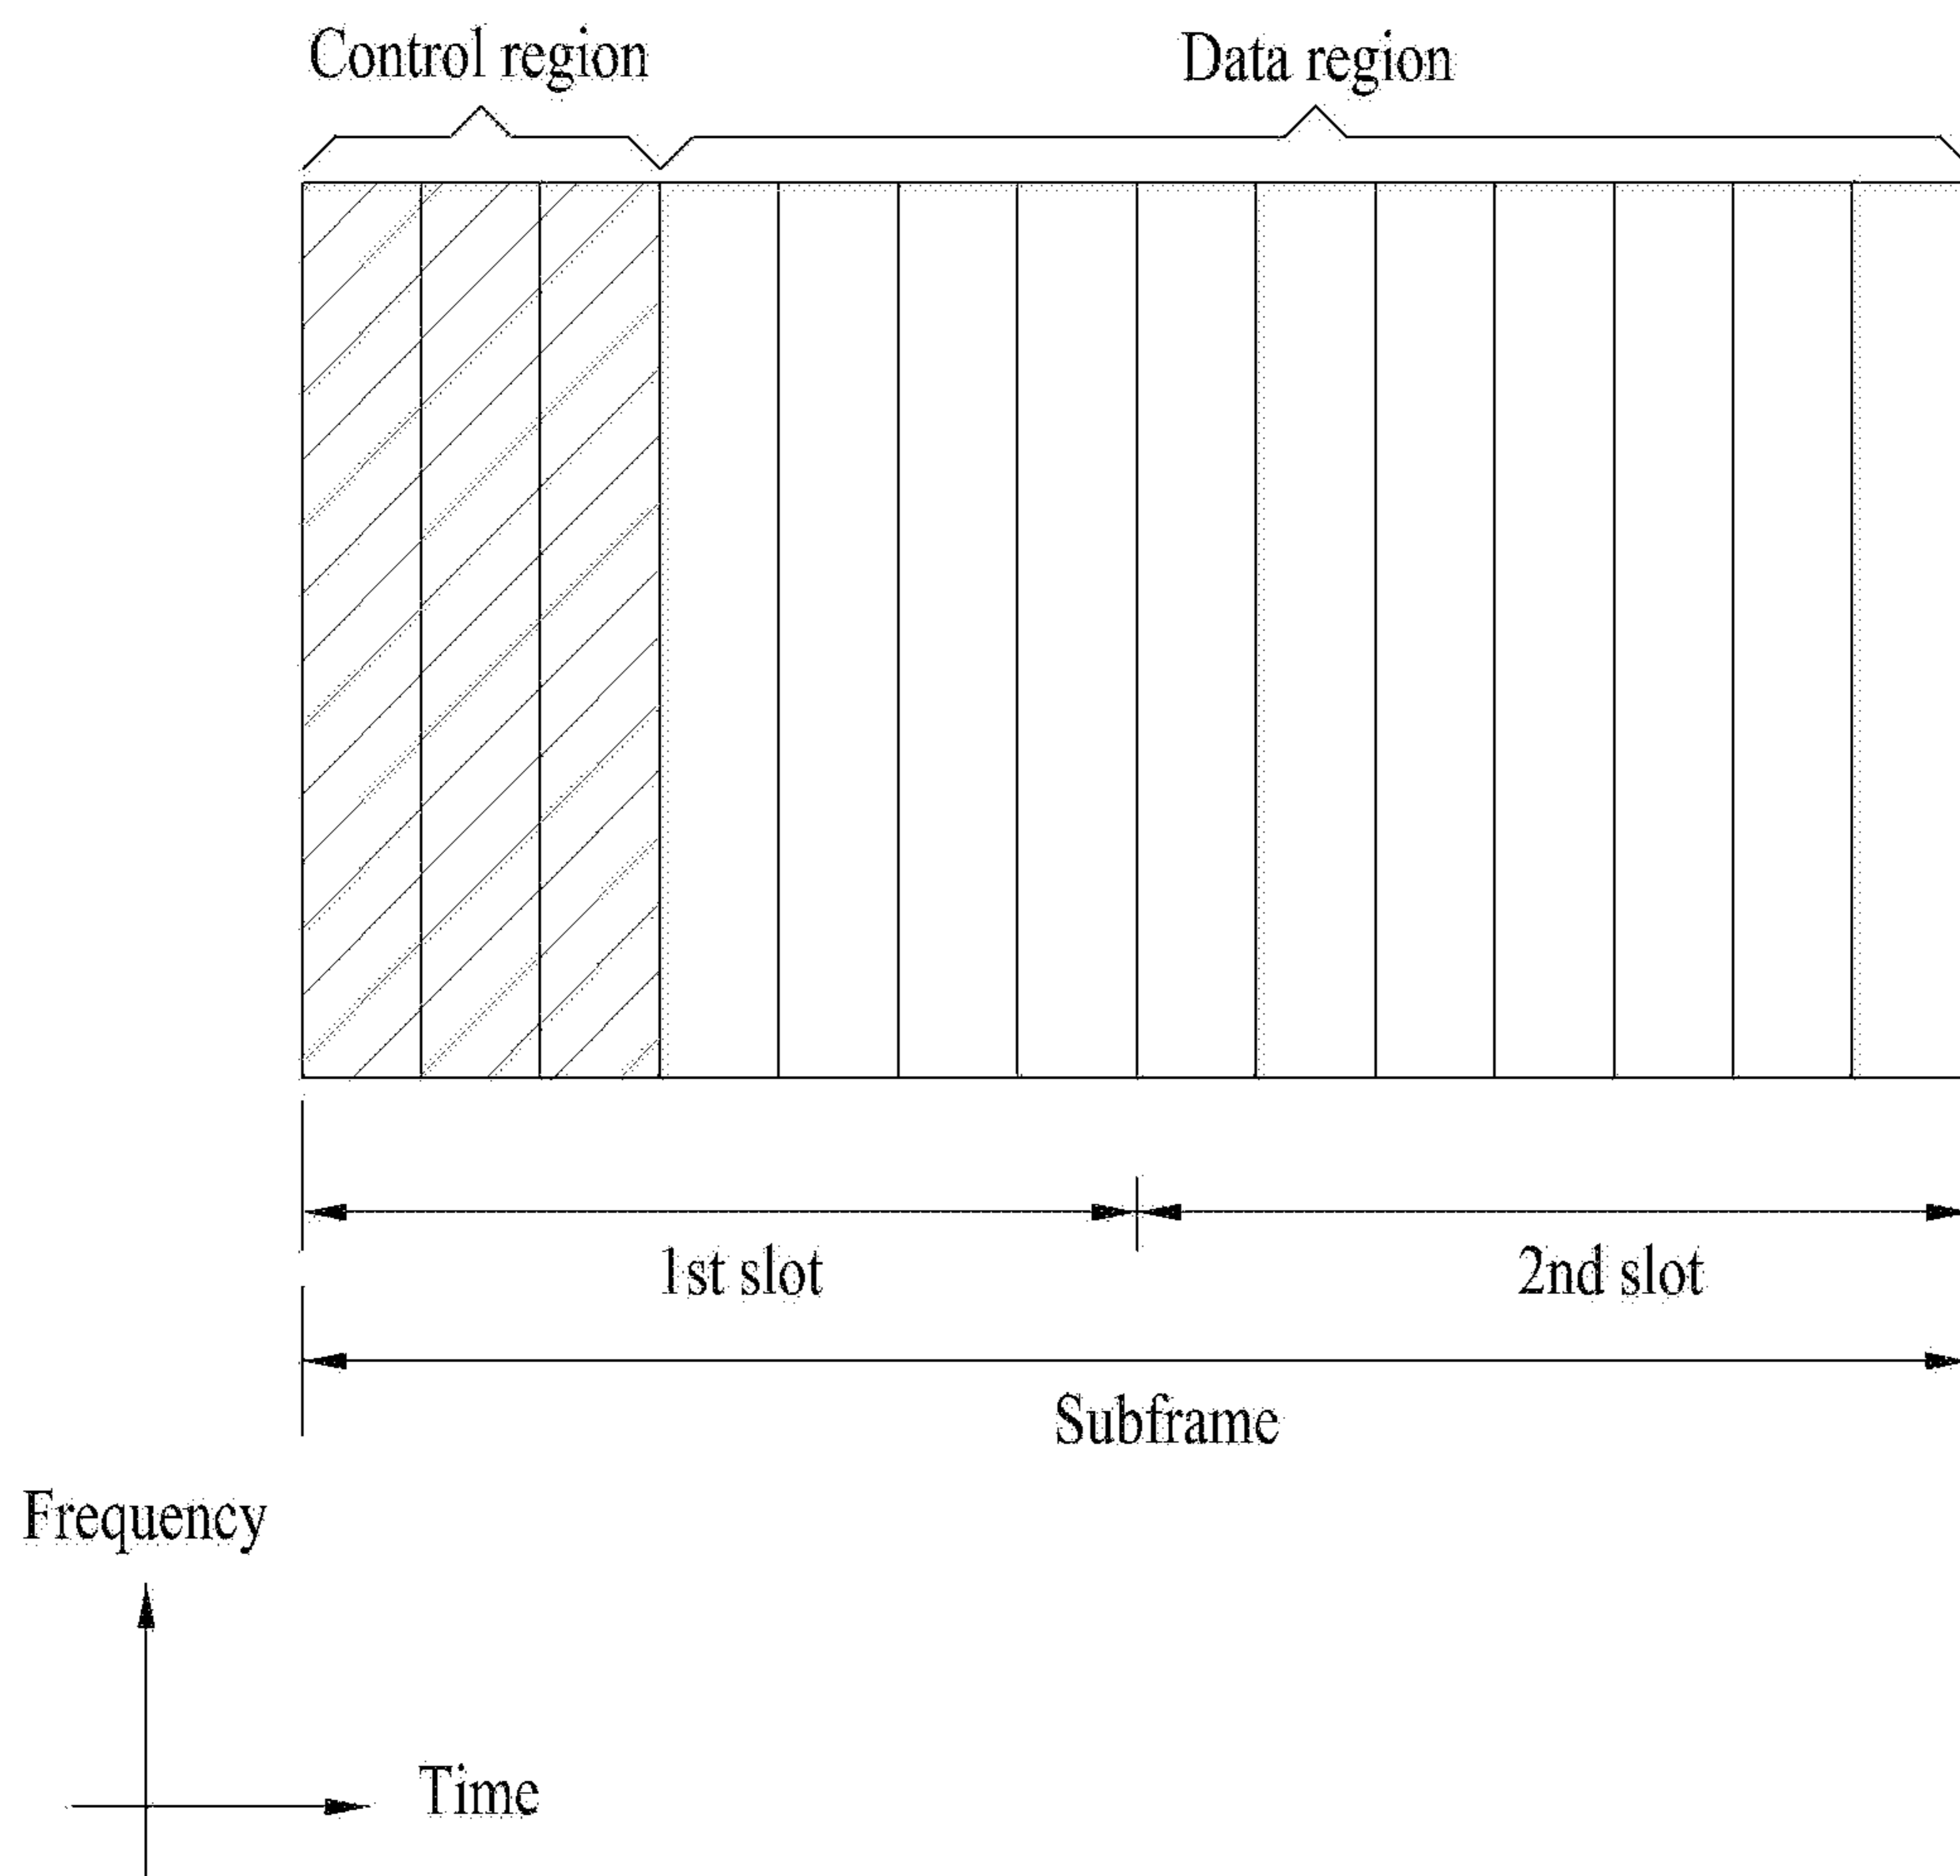 Control region
Data region
1st slot
2nd slot
Subframe
Frequency
Time